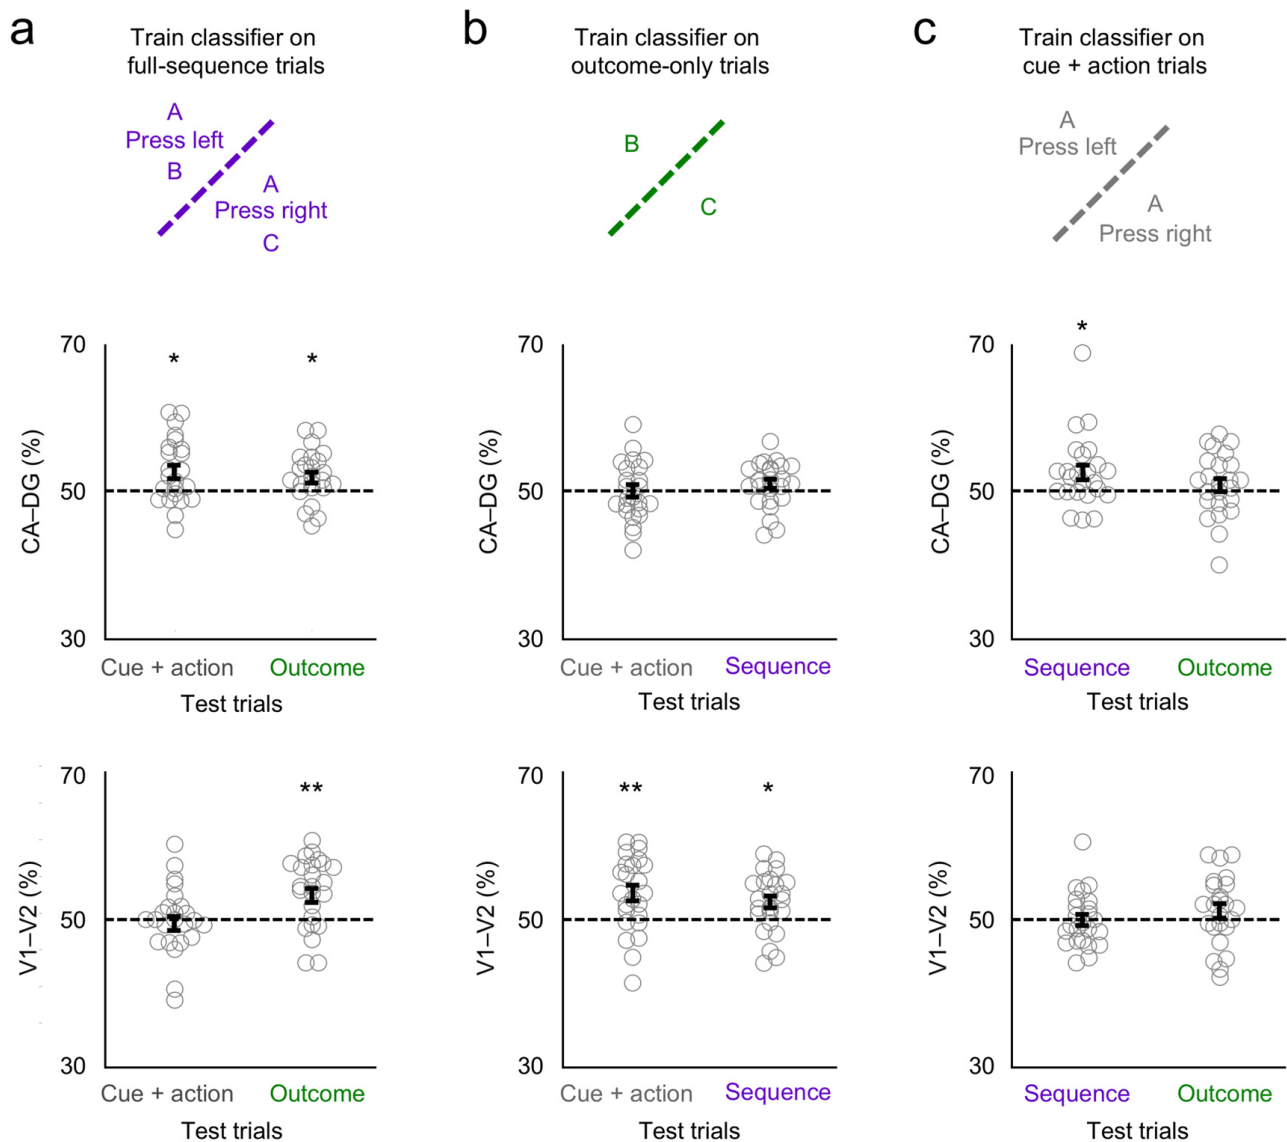 a
Train classifier on
full-sequence trials
A
Press left
B
A
Press right
C
b
Train classifier on
outcome-only trials
B
C
c
Train classifier on
cue + action trials
A
Press left
A
Press right
70
50
30
CA–DG (%)
*
*
Cue + action
Outcome
Test trials
70
50
30
CA–DG (%)
Cue + action
Sequence
Test trials
70
50
30
CA–DG (%)
*
Sequence
Outcome
Test trials
70
50
30
V1–V2 (%)
**
Cue + action
Outcome
Test trials
70
50
30
V1–V2 (%)
**
*
Cue + action
Sequence
Test trials
70
50
30
V1–V2 (%)
Sequence
Outcome
Test trials